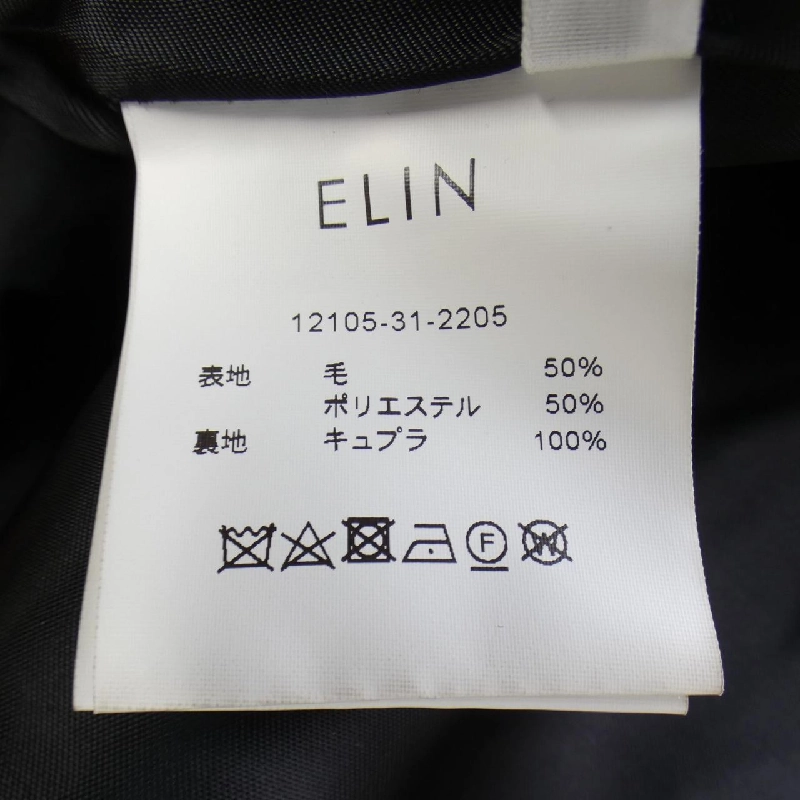 ELIN
12105-31-2205
表地 毛 50%
ポリエステル 50%
裏地 キュプラ 100%
F W